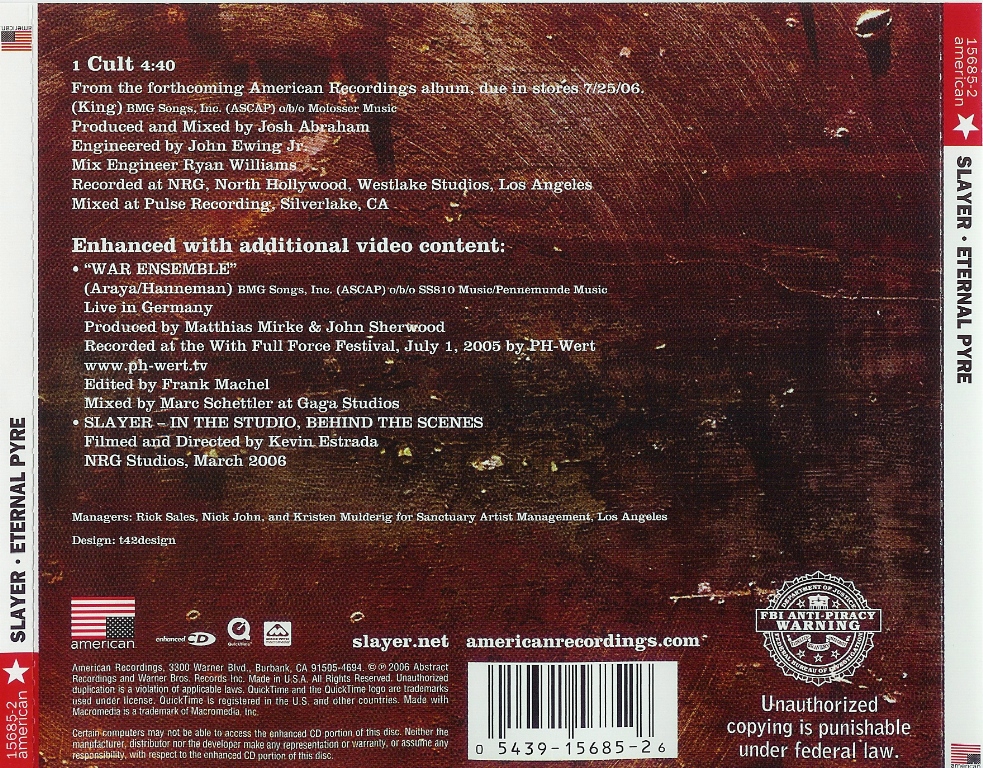 1 Cult 4:40
From the forthcoming American Recordings album, due in stores 7/25/06.
(King) BMG Songs, Inc. (ASCAP) o/b/o Molosser Music
Produced and Mixed by Josh Abraham
Engineered by John Ewing Jr.
Mix Engineer Ryan Williams
Recorded at NRG, North Hollywood, Westlake Studios, Los Angeles
Mixed at Pulse Recording, Silverlake, CA
Enhanced with additional video content:
• "WAR ENSEMBLE"
(Araya/Hanneman) BMG Songs, Inc. (ASCAP) o/b/o SS810 Music/Pennemunde Music
Live in Germany
Produced by Matthias Mirke & John Sherwood
Recorded at the With Full Force Festival, July 1, 2005 by PH-Wert
www.ph-wert.tv
Edited by Frank Machel
Mixed by Marc Schettler at Gaga Studios
• SLAYER – IN THE STUDIO, BEHIND THE SCENES
Filmed and Directed by Kevin Estrada
NRG Studios, March 2006
Managers: Rick Sales, Nick John, and Kristen Mulderig for Sanctuary Artist Management, Los Angeles
Design: t42design
american
enhanced CD
QuickTime
slayer.net americanrecordings.com
American Recordings, 3300 Warner Blvd., Burbank, CA 91505-4694. © ℗ 2006 Abstract
Recordings and Warner Bros. Records Inc. Made in U.S.A. All Rights Reserved. Unauthorized
duplication is a violation of applicable laws. QuickTime and the QuickTime logo are trademarks
used under license. QuickTime is registered in the U.S. and other countries. Made with
Macromedia is a trademark of Macromedia, Inc.
Certain computers may not be able to access the enhanced CD portion of this disc. Neither the
manufacturer, distributor nor the developer make any representation or warranty, or assume any
responsibility, with respect to the enhanced CD portion of this disc.
0 5439-15685-2 6
DEPARTMENT OF JUSTICE
FBI ANTI-PIRACY
WARNING
FEDERAL BUREAU OF INVESTIGATION
Unauthorized
copying is punishable
under federal law.
american
SLAYER · ETERNAL PYRE
15685-2
american
15685-2
american
SLAYER · ETERNAL PYRE